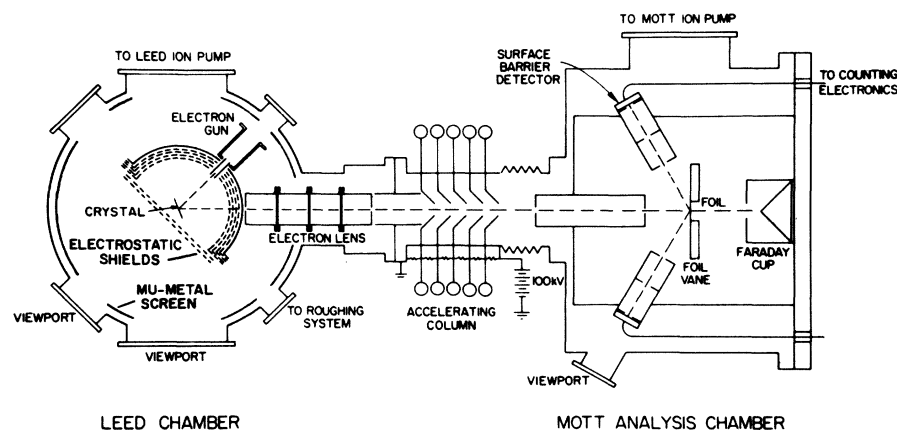 TO MOTT ION PUMP
TO LEED ION PUMP
SURFACE
BARRIER
DETECTOR
TO COUNTING
ELECTRONICS
ELECTRON
GUN
CRYSTAL
ELECTROSTATIC
SHIELDS
ELECTRON LENS
FOIL
FOIL
VANE
FARADAY
CUP
MU-METAL
SCREEN
100kV
VIEWPORT
TO ROUGHING
SYSTEM
ACCELERATING
COLUMN
VIEWPORT
VIEWPORT
LEED CHAMBER
MOTT ANALYSIS CHAMBER